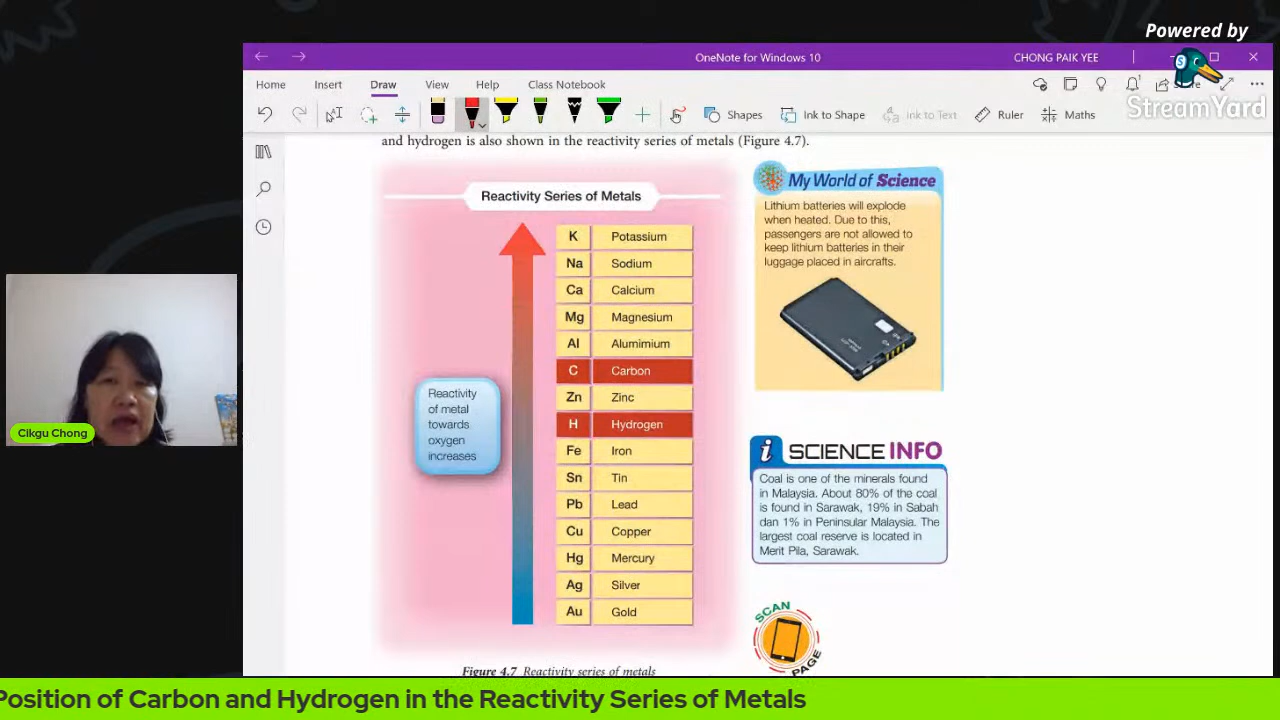 Powered by
StreamYard
OneNote for Windows 10
CHONG PAIK YEE
Home Insert Draw View Help Class Notebook
Shapes Ink to Shape Ink to Text Ruler Maths
and hydrogen is also shown in the reactivity series of metals (Figure 4.7).
Reactivity Series of Metals
K Potassium
Na Sodium
Ca Calcium
Mg Magnesium
Al Alumimium
C Carbon
Zn Zinc
H Hydrogen
Fe Iron
Sn Tin
Pb Lead
Cu Copper
Hg Mercury
Ag Silver
Au Gold
Reactivity
of metal
towards
oxygen
increases
Figure 4.7 Reactivity series of metals
My World of Science
Lithium batteries will explode
when heated. Due to this,
passengers are not allowed to
keep lithium batteries in their
luggage placed in aircrafts.
i SCIENCE INFO
Coal is one of the minerals found
in Malaysia. About 80% of the coal
is found in Sarawak, 19% in Sabah
dan 1% in Peninsular Malaysia. The
largest coal reserve is located in
Merit Pila, Sarawak.
SCAN
PAGE
Cikgu Chong
Position of Carbon and Hydrogen in the Reactivity Series of Metals